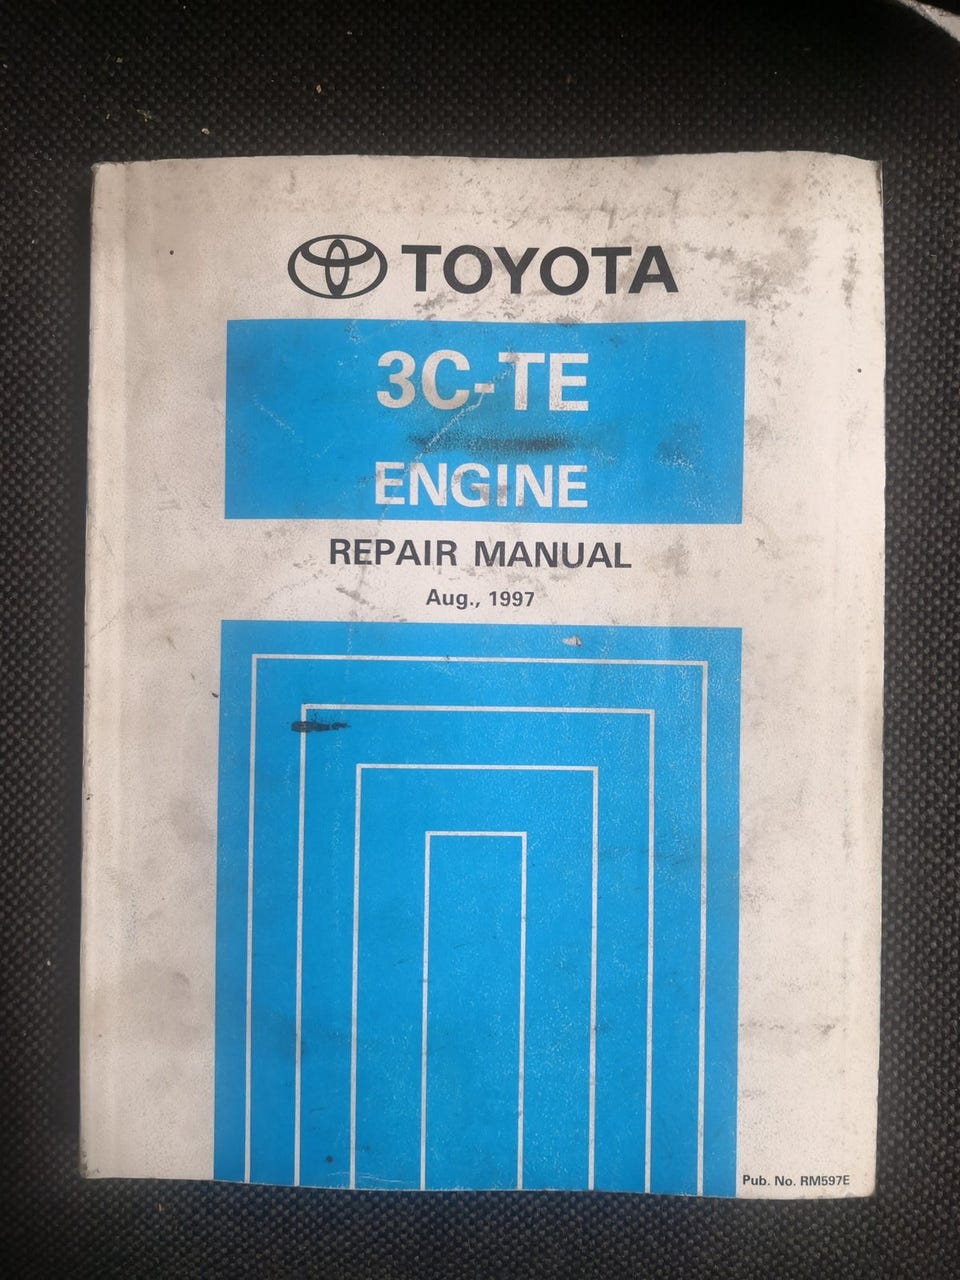 TOYOTA
3C-TE
ENGINE
REPAIR MANUAL
Aug., 1997
Pub. No. RM597E